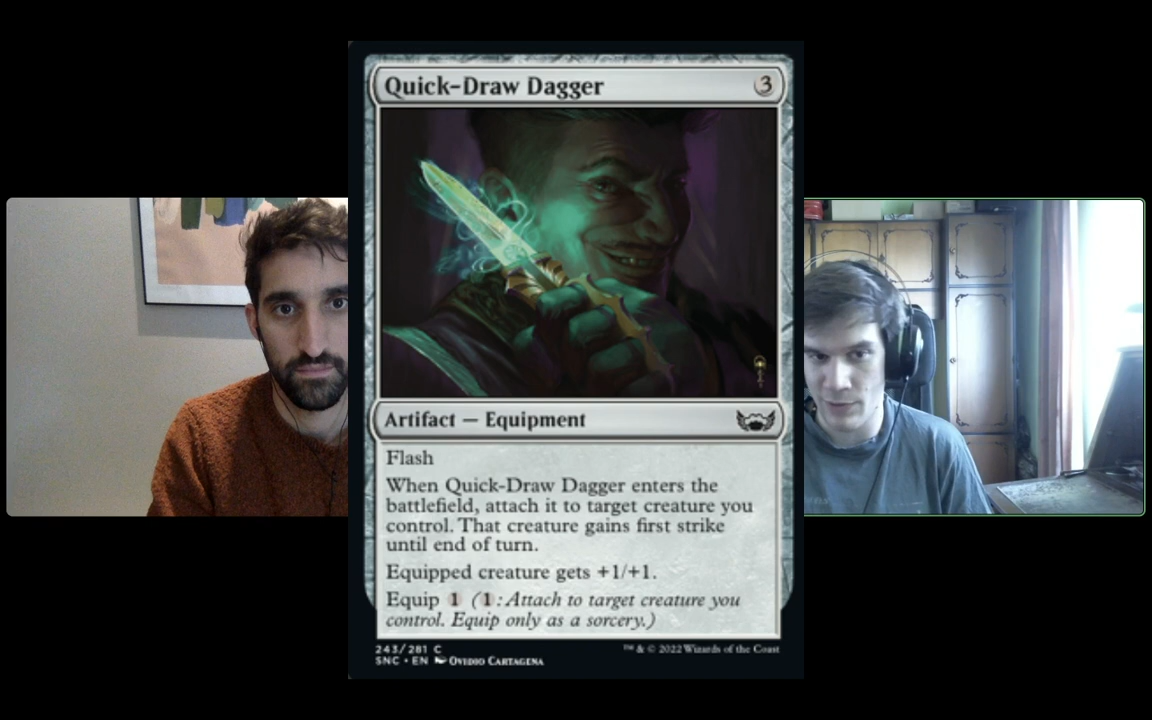 Quick-Draw Dagger 3
Artifact — Equipment
Flash
When Quick-Draw Dagger enters the
battlefield, attach it to target creature you
control. That creature gains first strike
until end of turn.
Equipped creature gets +1/+1.
Equip 1 (1: Attach to target creature you
control. Equip only as a sorcery.)
243/281 C
SNC • EN Ovidio Cartagena
™ & © 2022 Wizards of the Coast